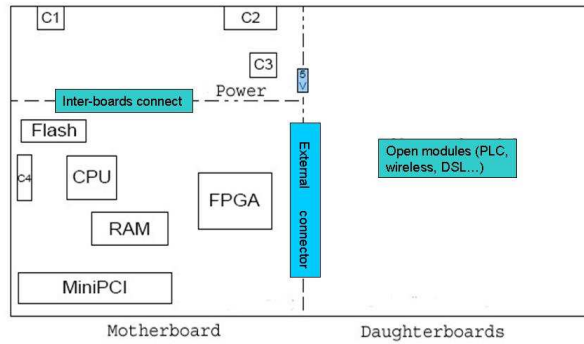 C1
C2
C3
5V
Power
Inter-boards connect
Flash
C4
CPU
FPGA
RAM
MiniPCI
External connector
Open modules (PLC,
wireless, DSL...)
Motherboard
Daughterboards